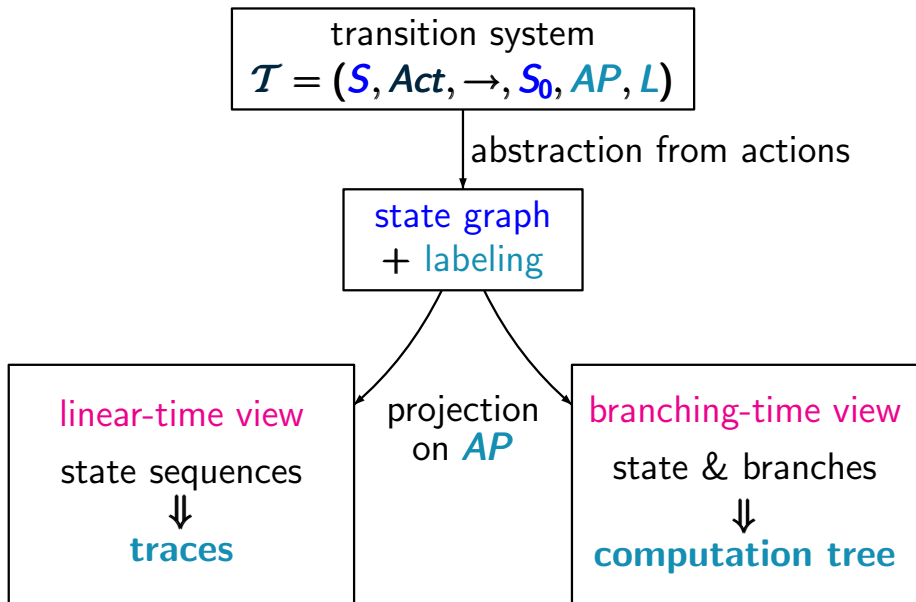 transition system
𝒯 = (S, Act, →, S₀, AP, L)
abstraction from actions
state graph
+ labeling
linear-time view
state sequences
⇓
traces
projection
on AP
branching-time view
state & branches
⇓
computation tree